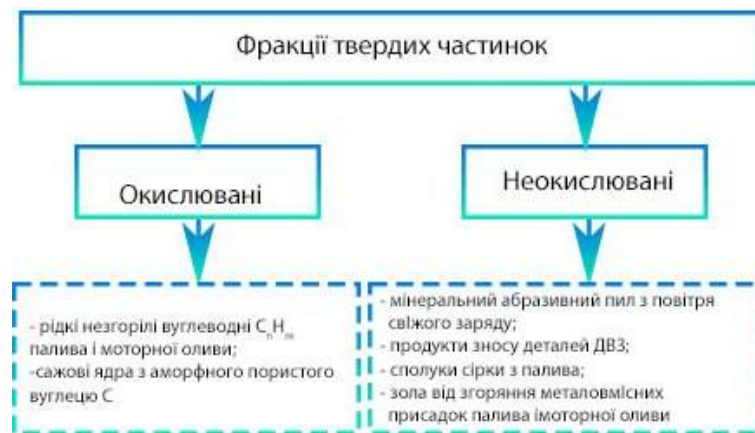 Фракції твердих частинок
Окислювані
Неокислювані
- рідкі незгорілі вуглеводні CₙHₘ
палива і моторної оливи;
-сажові ядра з аморфного пористого
вуглецю С
- мінеральний абразивний пил з повітря
свіжого заряду;
- продукти зносу деталей ДВЗ;
- сполуки сірки з палива;
- зола від згоряння металовмісних
присадок палива імоторної оливи